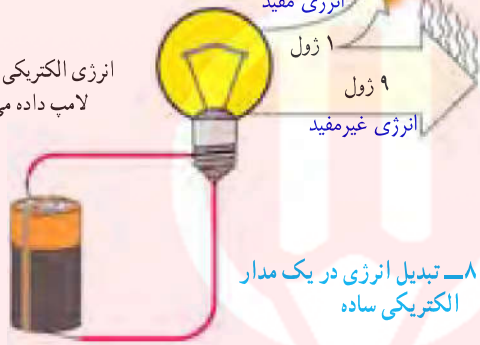 انرژی مفید
۱ ژول
انرژی الکتریکی
لامپ داده
۹ ژول
انرژی غیرمفید
۸ــ تبدیل انرژی در یک مدار
الکتریکی ساده